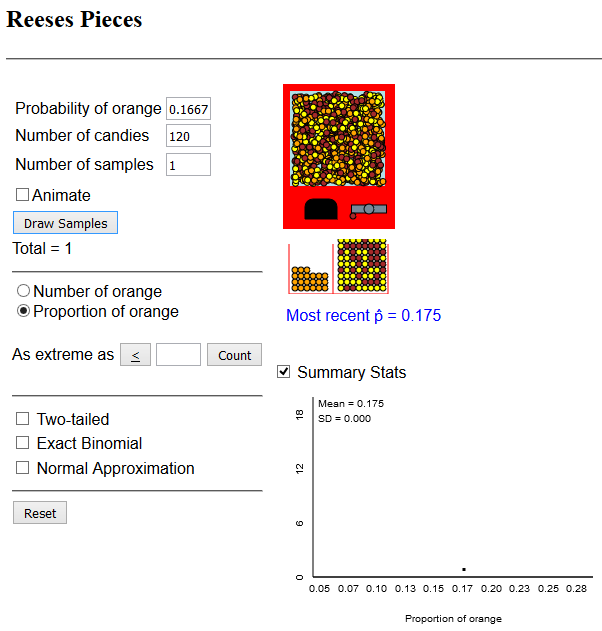 Reeses Pieces
Probability of orange 0.1667
Number of candies 120
Number of samples 1
Animate
Draw Samples
Total = 1
Number of orange
Proportion of orange
Most recent p̂ = 0.175
As extreme as < Count
Summary Stats
Mean = 0.175
SD = 0.000
18
12
6
0
0.05 0.07 0.10 0.13 0.15 0.17 0.20 0.23 0.25 0.28
Proportion of orange
Two-tailed
Exact Binomial
Normal Approximation
Reset